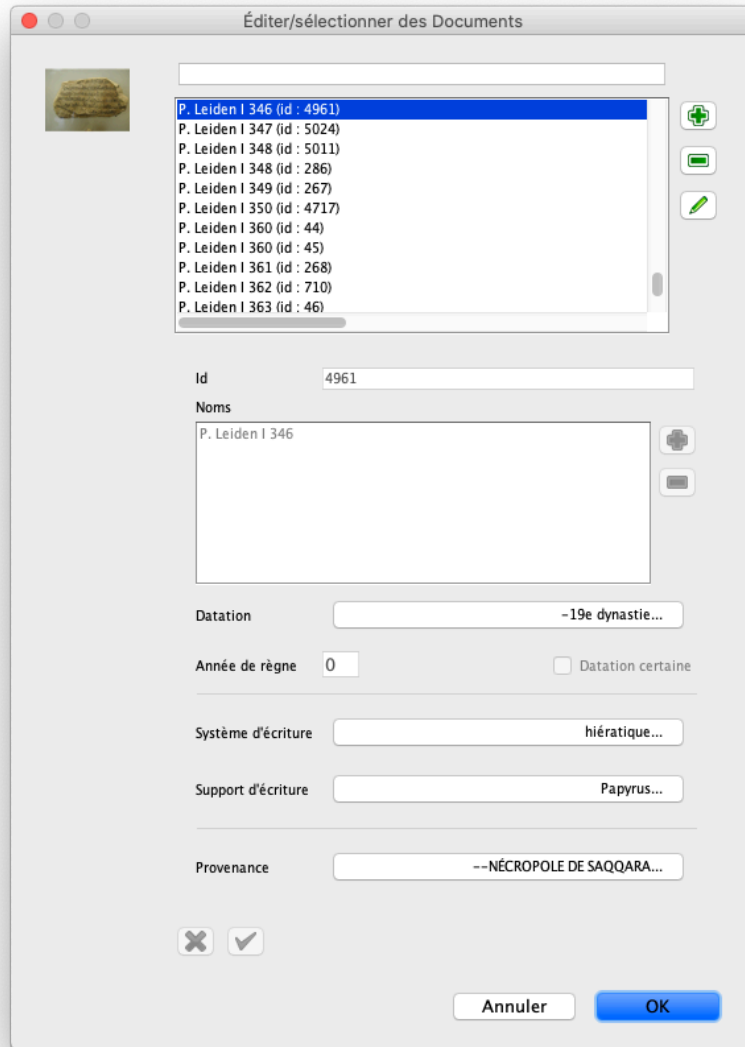 Éditer/sélectionner des Documents
P. Leiden I 346 (id : 4961)
P. Leiden I 347 (id : 5024)
P. Leiden I 348 (id : 5011)
P. Leiden I 348 (id : 286)
P. Leiden I 349 (id : 267)
P. Leiden I 350 (id : 4717)
P. Leiden I 360 (id : 44)
P. Leiden I 360 (id : 45)
P. Leiden I 361 (id : 268)
P. Leiden I 362 (id : 710)
P. Leiden I 363 (id : 46)
Id 4961
Noms
P. Leiden I 346
Datation -19e dynastie...
Année de règne 0 Datation certaine
Système d'écriture hiératique...
Support d'écriture Papyrus...
Provenance --NÉCROPOLE DE SAQQARA...
Annuler OK